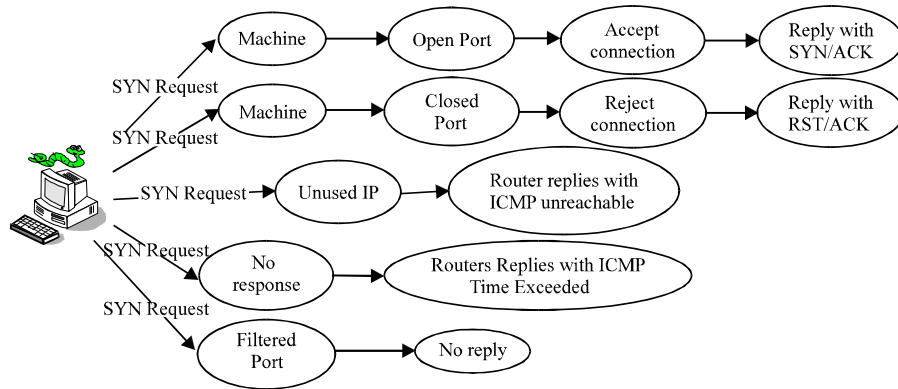 SYN Request
Machine
Open Port
Accept
connection
Reply with
SYN/ACK
SYN Request
Machine
Closed
Port
Reject
connection
Reply with
RST/ACK
SYN Request
Unused IP
Router replies with
ICMP unreachable
SYN Request
No
response
Routers Replies with ICMP
Time Exceeded
SYN Request
Filtered
Port
No reply